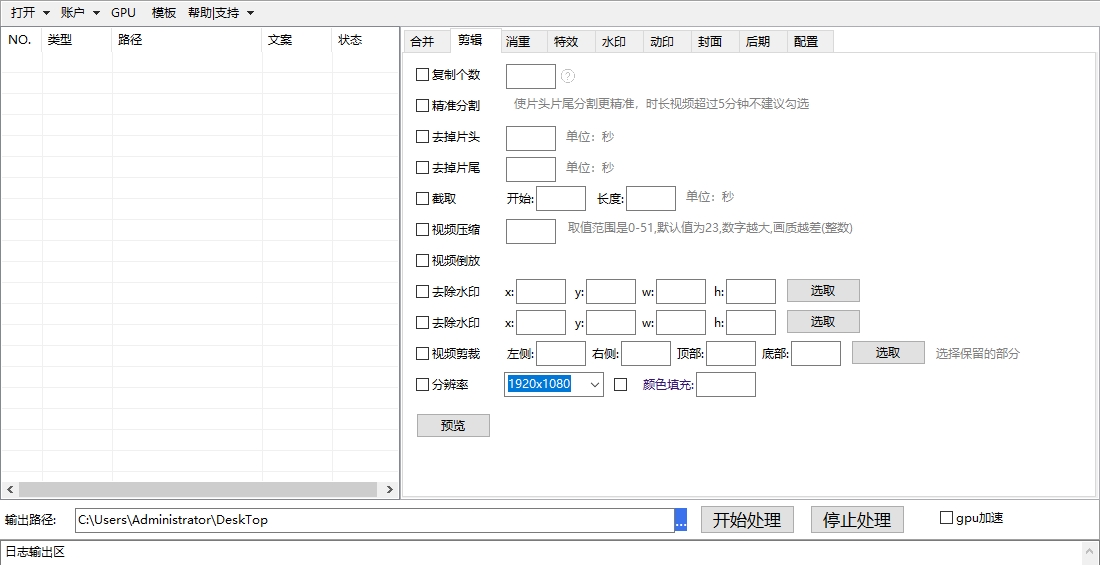 打开 账户 GPU 模板 帮助|支持
NO. 类型 路径 文案 状态
合并 剪辑 消重 特效 水印 动印 封面 后期 配置
复制个数 ?
精准分割 使片头片尾分割更精准，时长视频超过5分钟不建议勾选
去掉片头 单位：秒
去掉片尾 单位：秒
截取 开始: 长度: 单位：秒
视频压缩 取值范围是0-51,默认值为23,数字越大,画质越差(整数)
视频倒放
去除水印 x: y: w: h: 选取
去除水印 x: y: w: h: 选取
视频剪裁 左侧: 右侧: 顶部: 底部: 选取 选择保留的部分
分辨率 1920x1080 颜色填充:
预览
输出路径: C:\Users\Administrator\DeskTop ... 开始处理 停止处理 gpu加速
日志输出区